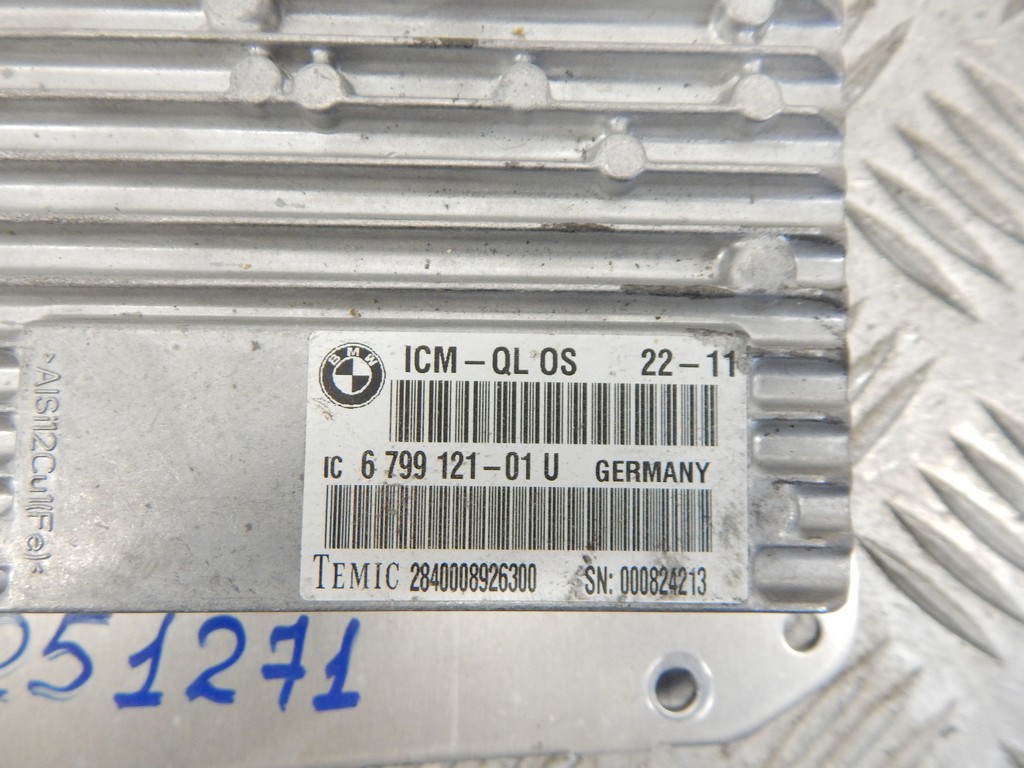 BMW
ICM-QL OS 22-11
IC 6 799 121-01 U GERMANY
TEMIC 2840008926300 SN: 000824213
>AlSi12Cu1(Fe)<
251271